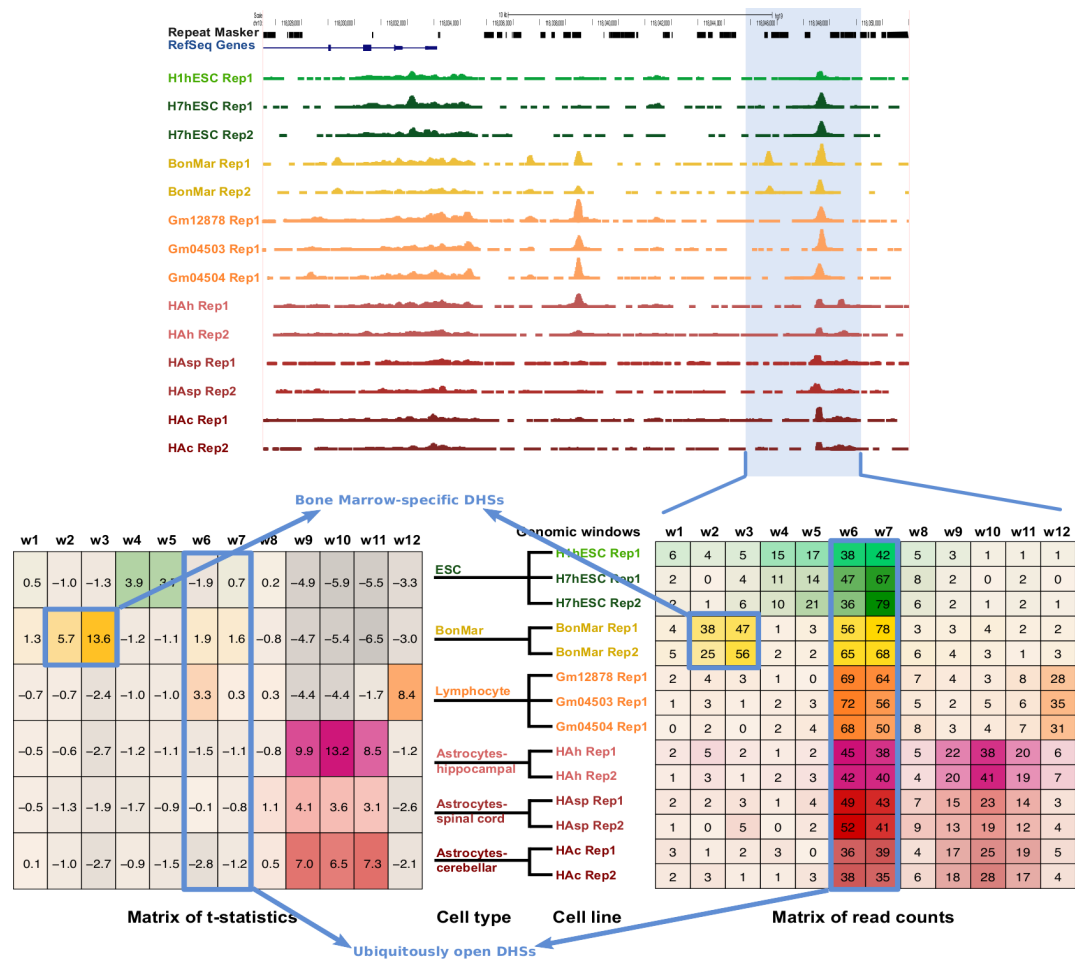 Scale 10 kb hg19
Repeat Masker
RefSeq Genes
H1hESC Rep1
H7hESC Rep1
H7hESC Rep2
BonMar Rep1
BonMar Rep2
Gm12878 Rep1
Gm04503 Rep1
Gm04504 Rep1
HAh Rep1
HAh Rep2
HAsp Rep1
HAsp Rep2
HAc Rep1
HAc Rep2
Bone Marrow-specific DHSs
w1 w2 w3 w4 w5 w6 w7 w8 w9 w10 w11 w12
0.5 −1.0 −1.3 3.9 −1.9 0.7 0.2 −4.9 −5.9 −5.5 −3.3
1.3 5.7 13.6 −1.2 −1.1 1.9 1.6 −0.8 −4.7 −5.4 −6.5 −3.0
−0.7 −0.7 −2.4 −1.0 −1.0 3.3 0.3 0.3 −4.4 −4.4 −1.7 8.4
−0.5 −0.6 −2.7 −1.2 −1.1 −1.5 −1.1 −0.8 9.9 13.2 8.5 −1.2
−0.5 −1.3 −1.9 −1.7 −0.9 −0.1 −0.8 1.1 4.1 3.6 3.1 −2.6
0.1 −1.0 −2.7 −0.9 −1.5 −2.8 −1.2 0.5 7.0 6.5 7.3 −2.1
Matrix of t−statistics
ESC
BonMar
Lymphocyte
Astrocytes-
hippocampal
Astrocytes-
spinal cord
Astrocytes-
cerebellar
Cell type
Genomic windows
H1hESC Rep1
H7hESC Rep1
H7hESC Rep2
BonMar Rep1
BonMar Rep2
Gm12878 Rep1
Gm04503 Rep1
Gm04504 Rep1
HAh Rep1
HAh Rep2
HAsp Rep1
HAsp Rep2
HAc Rep1
HAc Rep2
Cell line
w1 w2 w3 w4 w5 w6 w7 w8 w9 w10 w11 w12
6 4 5 15 17 38 42 5 3 1 1 1
2 0 4 11 14 47 67 8 2 0 2 0
2 1 6 10 21 36 79 6 2 1 2 1
4 38 47 1 3 56 78 3 3 4 2 2
5 25 56 2 2 65 68 6 4 3 1 3
2 4 3 1 0 69 64 7 4 3 8 28
1 3 1 2 3 72 56 5 3 2 6 35
0 2 0 2 4 68 50 8 3 4 7 31
2 5 2 1 2 45 38 5 22 38 20 6
1 3 1 2 3 42 40 4 20 41 19 7
2 2 3 1 4 49 43 7 15 23 14 3
1 0 5 0 2 52 41 9 13 19 12 4
3 1 2 3 0 36 39 4 17 25 19 5
2 3 1 1 3 38 35 6 18 28 17 4
Matrix of read counts
Ubiquitously open DHSs